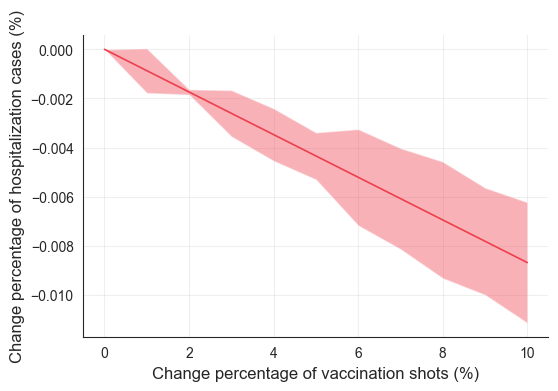 Change percentage of hospitalization cases (%)
0.000
−0.002
−0.004
−0.006
−0.008
−0.010
0 2 4 6 8 10
Change percentage of vaccination shots (%)